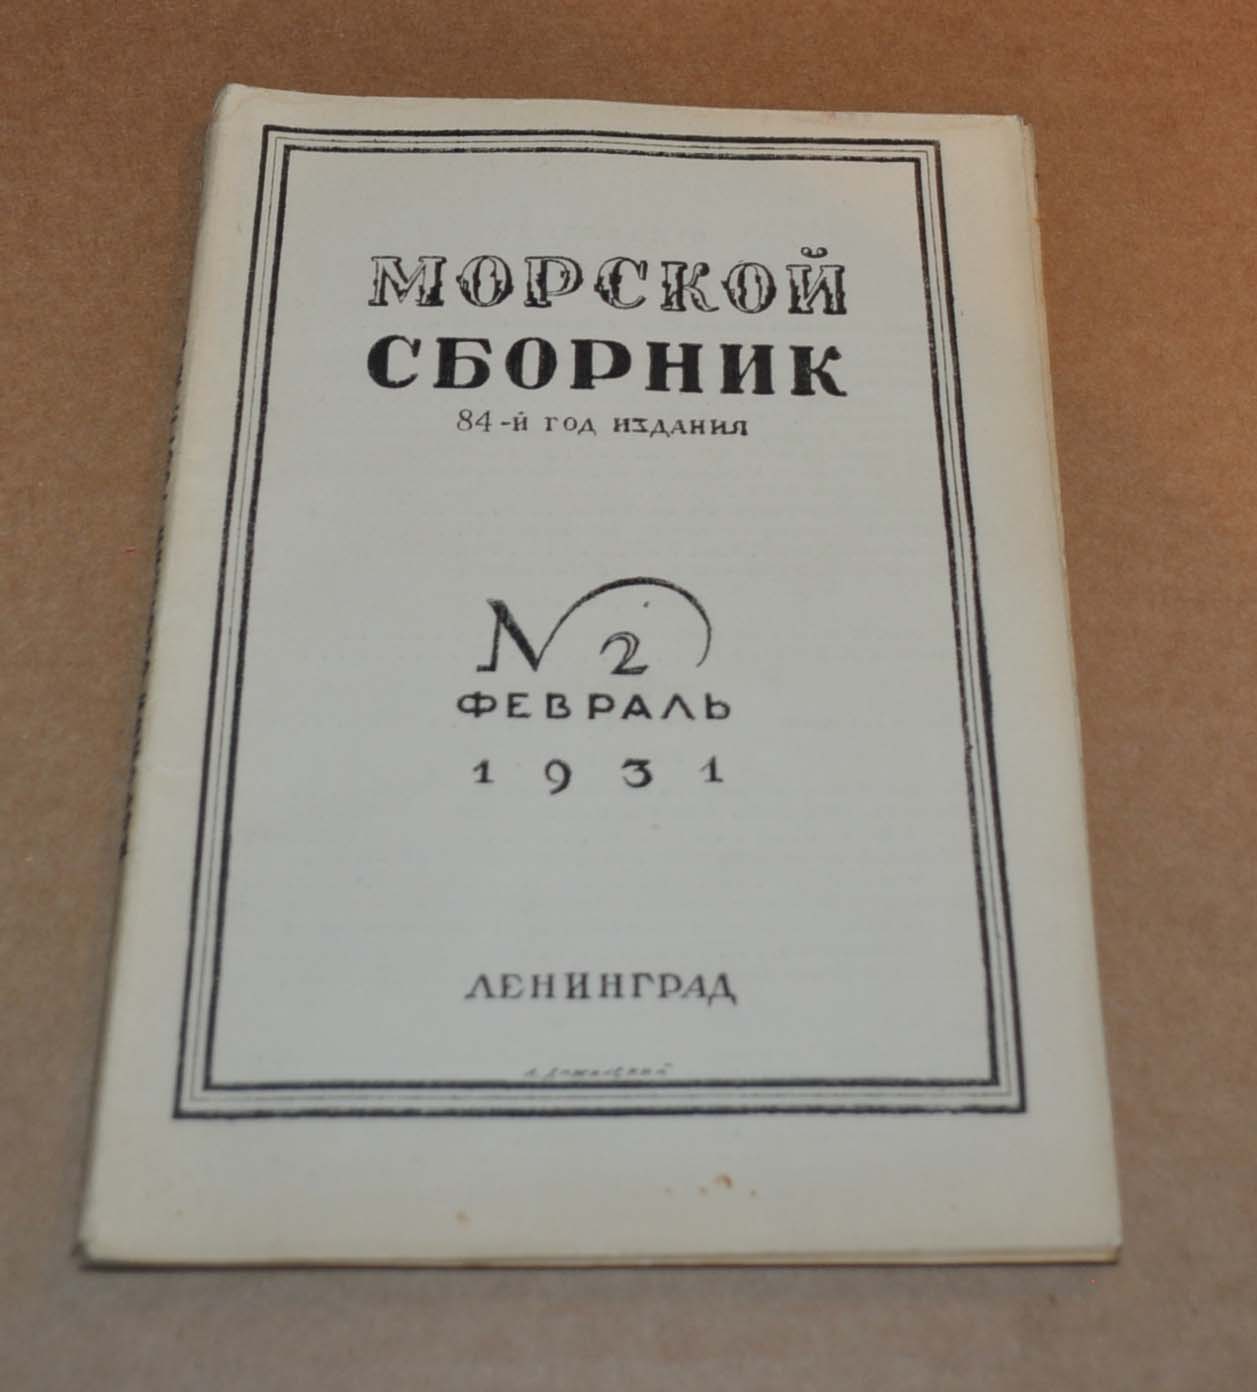 МОРСКОЙ
СБОРНИК
84-й год издания
№ 2
ФЕВРАЛЬ
1931
ЛЕНИНГРАД